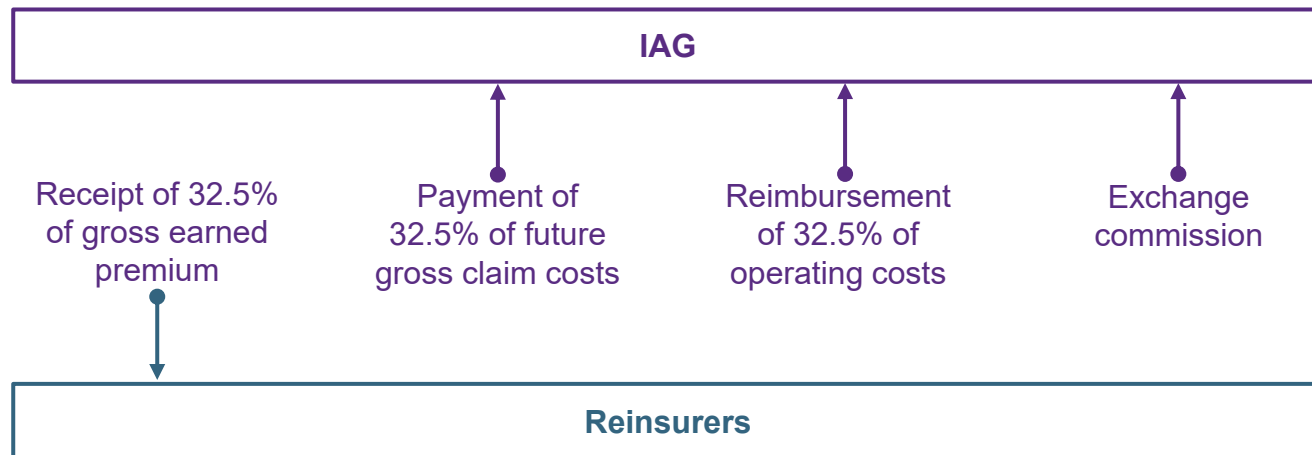 IAG
Receipt of 32.5%
of gross earned
premium
Payment of
32.5% of future
gross claim costs
Reimbursement
of 32.5% of
operating costs
Exchange
commission
Reinsurers